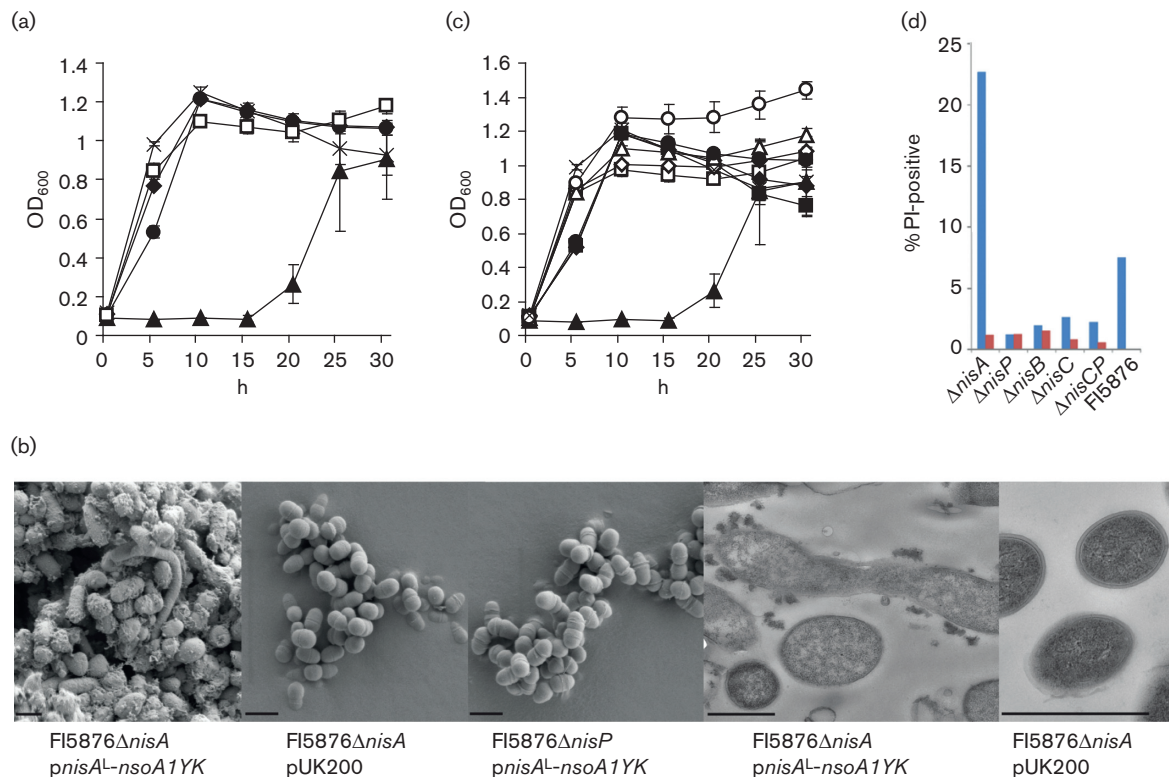 (a)
1.4
1.2
1
0.8
0.6
0.4
0.2
0
OD600
0 5 10 15 20 25 30
h
(c)
1.6
1.4
1.2
1
0.8
0.6
0.4
0.2
0
OD600
0 5 10 15 20 25 30
h
(d)
25
20
15
10
5
0
% PI-positive
ΔnisA
ΔnisP
ΔnisB
ΔnisC
ΔnisCP
FI5876
(b)
FI5876ΔnisA
pnisAL-nsoA1YK
FI5876ΔnisA
pUK200
FI5876ΔnisP
pnisAL-nsoA1YK
FI5876ΔnisA
pnisAL-nsoA1YK
FI5876ΔnisA
pUK200